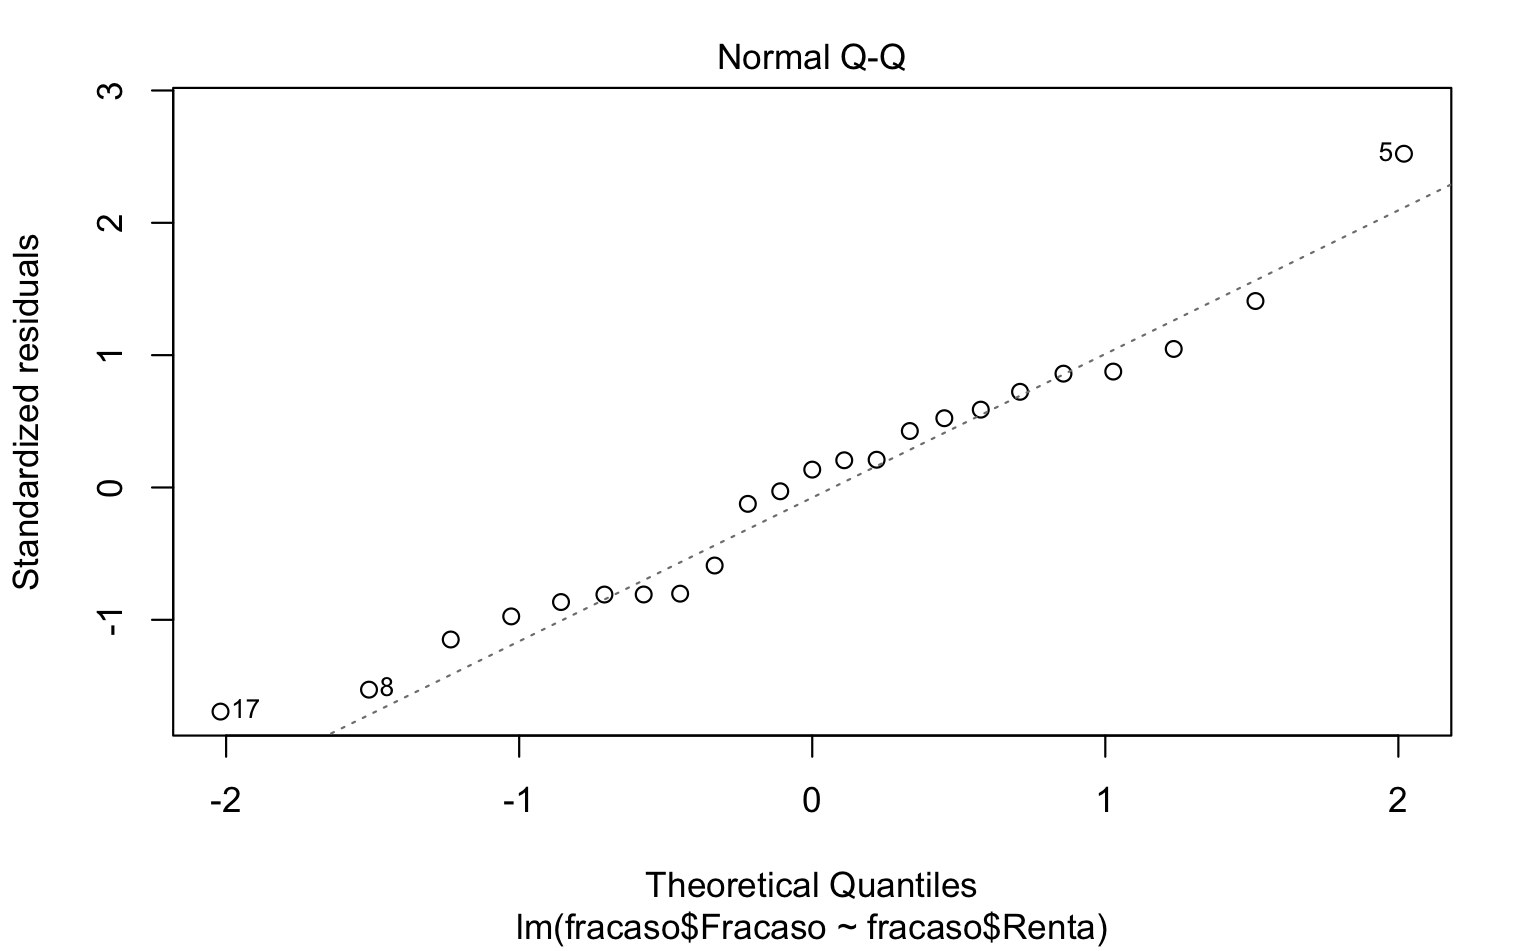 Normal Q-Q
Standardized residuals
3
2
1
0
-1
5
8
17
-2 -1 0 1 2
Theoretical Quantiles
lm(fracaso$Fracaso ~ fracaso$Renta)